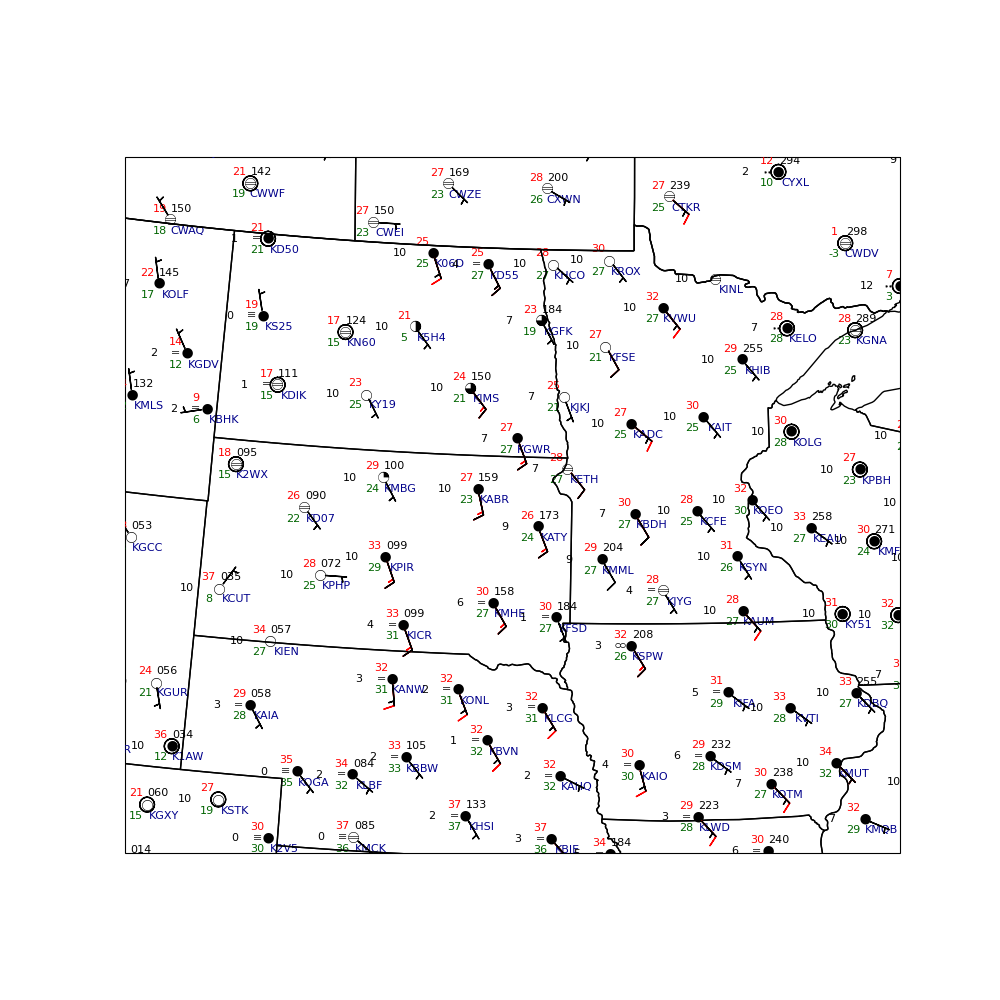 21 142
19 CWWF
27 169
23 CWZE
28 200
26 CXWN
27 239
25 CTKR
12 294
2
10 CYXL
9
19 150
18 CWAQ
27 150
23 CWEI
21
1
21 KD50
25
10
25 K06D
25
27 KD55
28
10
27 KHCO
30
10
27 KROX
1 298
-3 CWDV
22 145
17 KOLF
10
KINL
7
12
3
19
0
19 KS25
17 124
15 KN60
21
10
5 K5H4
23 184
7
19 KGFK
32
10
27 KVWU
28
7
28 KELO
28 289
23 KGNA
14
2
12 KGDV
27
10
21 KFSE
29 255
10
25 KHIB
132
KMLS
9
2
6 KBHK
17 111
1
15 KDIK
23
10
25 KY19
24 150
10
21 KJMS
25
7
21 KJKJ
27
10
25 KADC
30
10
25 KAIT
30
10
28 KOLG
10
27
7
27 KGWR
18 095
15 K2WX
29 100
10
24 KMBG
27 159
10
23 KABR
28
7
27 KETH
27
10
23 KPBH
26 090
22 KD07
26 173
9
24 KATY
30
7
27 KBDH
28
10
25 KCFE
32
10
30 KOEO
33 258
10
27 KEAU
30 271
10
24 KMF
10
053
KGCC
33 099
10
29 KPIR
29 204
9
27 KMML
31
10
26 KSYN
37 035
10
8 KCUT
28 072
10
25 KPHP
28
4
27 KJYG
30 158
6
27 KMHE
30 184
1
27 KFSD
28
10
27 KAUM
31
10
30 KY51
32
10
32
34 057
10
27 KIEN
33 099
4
31 KICR
32 208
3
26 KSPW
24 056
21 KGUR
29 058
3
28 KAIA
32
3
31 KANW
32
2
31 KONL
32
3
31 KLCG
31
5
29 KIFA
33
10
28 KVTI
33 255
10
27 KDBQ
7
36 034
10
12 K1AW
33 105
2
33 KBBW
32
1
32 KBVN
35
0
35 KOGA
34 084
2
32 KLBF
32
2
32 KAHQ
30
4
30 KAIO
29 232
6
28 KDSM
30 238
7
27 KOTM
34
10
32 KMUT
10
21 060
15 KGXY
27
10
19 KSTK
37 133
2
37 KHSI
29 223
3
28 KLWD
32
7
29 KMQB
30
0
30 K2V5
37 085
0
36 KMCK
37
3
36 KBIE
34 184
30 240
6
014